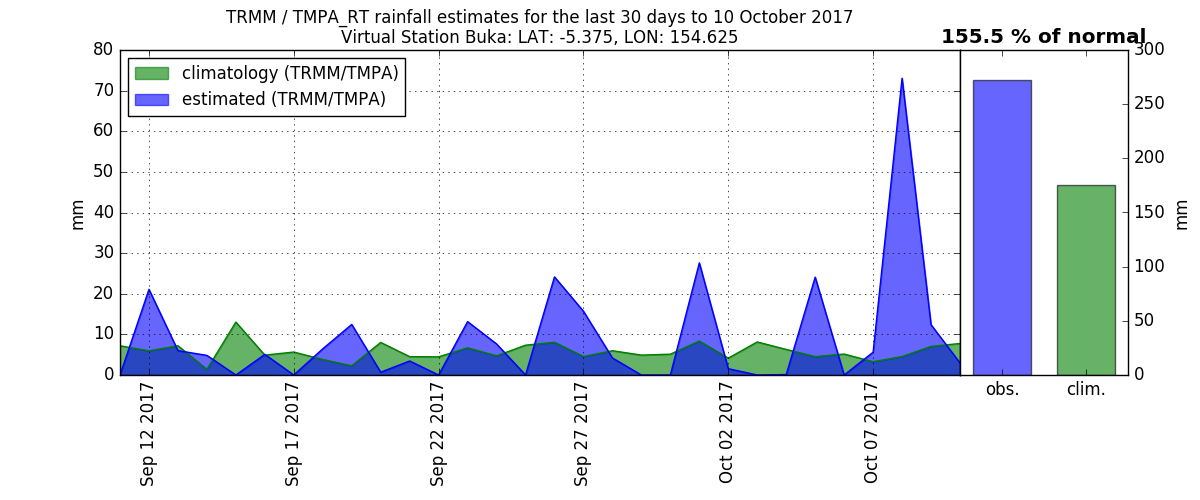 TRMM / TMPA_RT rainfall estimates for the last 30 days to 10 October 2017
Virtual Station Buka: LAT: -5.375, LON: 154.625
155.5 % of normal
climatology (TRMM/TMPA)
estimated (TRMM/TMPA)
80
70
60
50
40
30
20
10
0
mm
Sep 12 2017
Sep 17 2017
Sep 22 2017
Sep 27 2017
Oct 02 2017
Oct 07 2017
300
250
200
150
100
50
0
mm
obs.
clim.